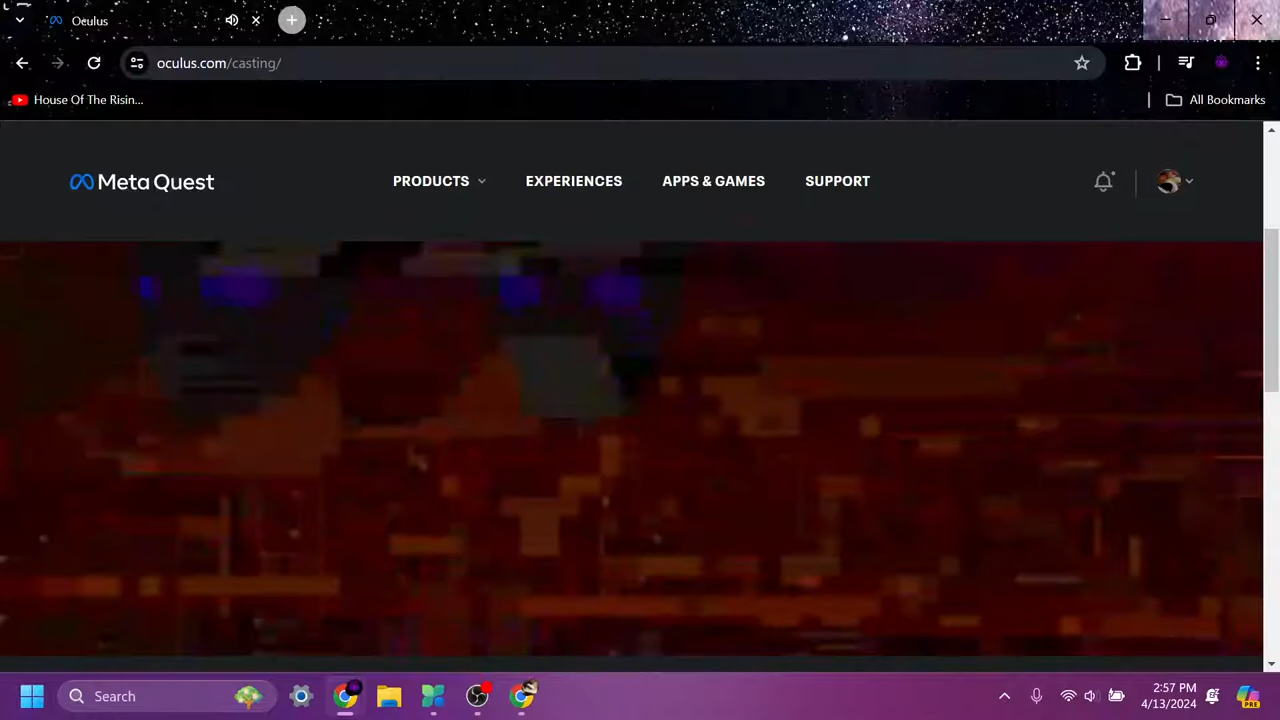 Oculus
oculus.com/casting/
House Of The Risin...
All Bookmarks
Meta Quest
PRODUCTS
EXPERIENCES
APPS & GAMES
SUPPORT
Search
2:57 PM
4/13/2024
PRE